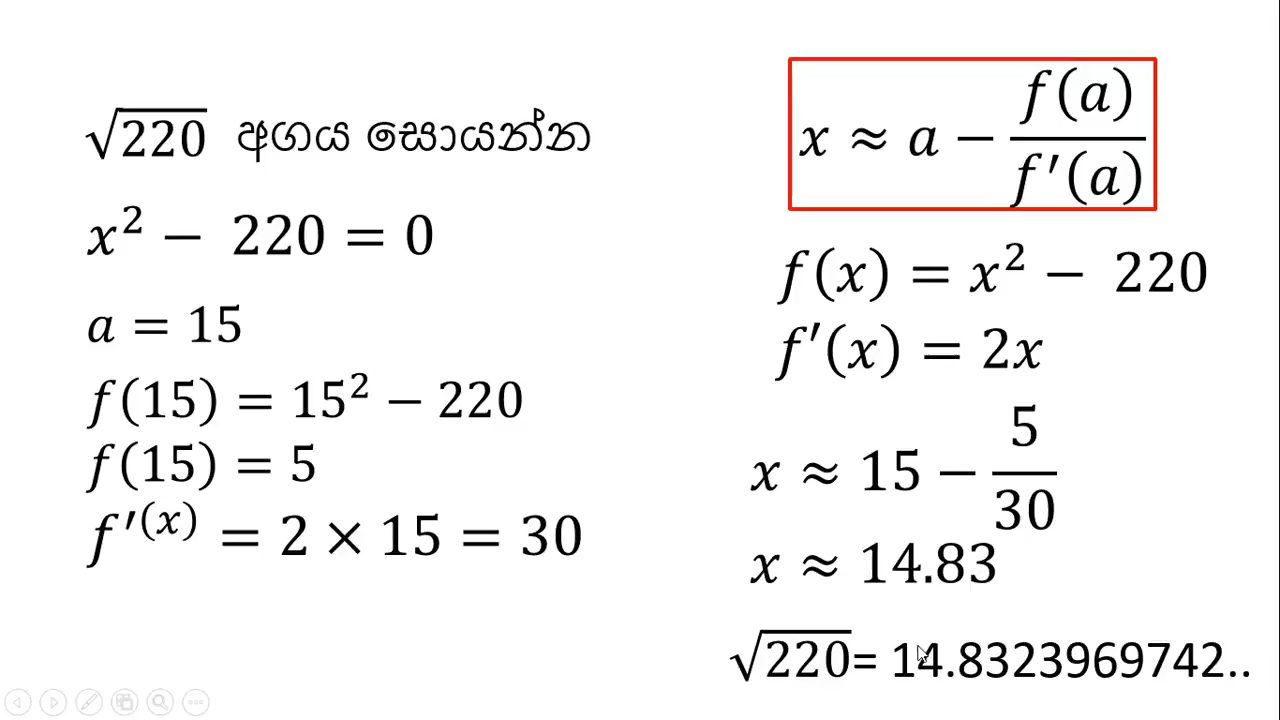 √220 අගය සොයන්න
x² − 220 = 0
a = 15
f(15) = 15² − 220
f(15) = 5
f′⁽ˣ⁾ = 2 × 15 = 30
x ≈ a − f(a)/f′(a)
f(x) = x² − 220
f′(x) = 2x
x ≈ 15 − 5/30
x ≈ 14.83
√220= 14.8323969742..